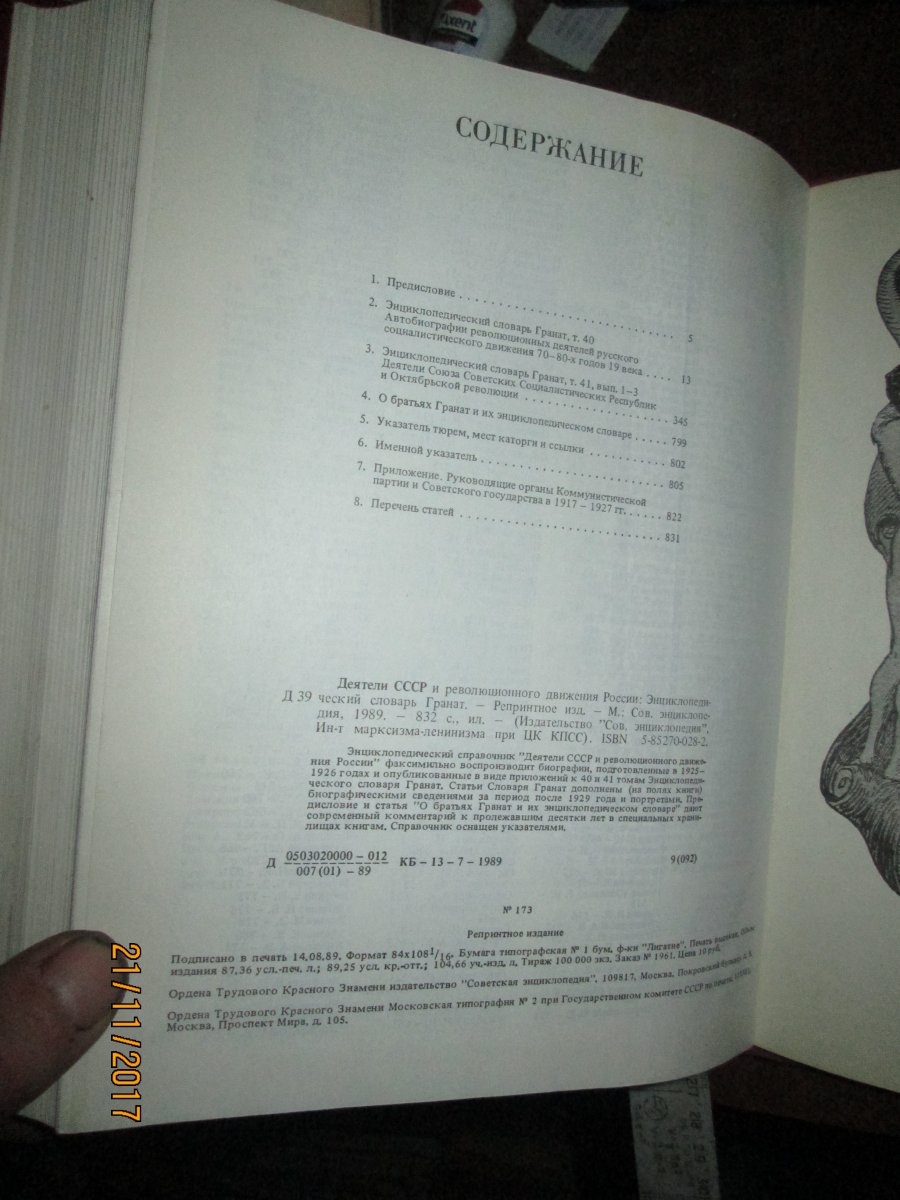 xent
СОДЕРЖАНИЕ
1. Предисловие . . . . . . . . . . . . . . . . . . . . . . . . . . . . 5
2. Энциклопедический словарь Гранат, т. 40
Автобиографии революционных деятелей русского
социалистического движения 70–80-х годов 19 века . . . . 13
3. Энциклопедический словарь Гранат, т. 41, вып. 1–3
Деятели Союза Советских Социалистических Республик
и Октябрьской революции . . . . . . . . . . . . . . . . . . . 345
4. О братьях Гранат и их энциклопедическом словаре . . . . . 799
5. Указатель тюрем, мест каторги и ссылки . . . . . . . . . . 802
6. Именной указатель . . . . . . . . . . . . . . . . . . . . . . . . 805
7. Приложение. Руководящие органы Коммунистической
партии и Советского государства в 1917 – 1927 гг. . . . . . 822
8. Перечень статей . . . . . . . . . . . . . . . . . . . . . . . . . . 831
Деятели СССР и революционного движения России: Энциклопеди-
Д 39 ческий словарь Гранат. – Репринтное изд. – М.: Сов. энциклопе-
дия, 1989. – 832 с., ил. – (Издательство "Сов. энциклопедия",
Ин-т марксизма-ленинизма при ЦК КПСС). ISBN 5-85270-028-2.
Энциклопедический справочник "Деятели СССР и революционного движе-
ния России" факсимильно воспроизводит биографии, подготовленные в 1925–
1926 годах и опубликованные в виде приложений к 40 и 41 томам Энциклопеди-
ческого словаря Гранат. Статьи Словаря Гранат дополнены (на полях книги)
биографическими сведениями за период после 1929 года и портретами. Пре-
дисловие и статья "О братьях Гранат и их энциклопедическом словаре" дают
современный комментарий к пролежавшим десятки лет в специальных храни-
лищах книгам. Справочник оснащен указателями.
Д 0503020000 – 012 КБ – 13 – 7 – 1989 9(092)
007(01) – 89
№ 173
Репринтное издание
Подписано в печать 14.08.89. Формат 84х108 1/16. Бумага типографская № 1 бум. ф-ки "Лигатне". Печать высокая. Объем
издания 87,36 усл.-печ. л.; 89,25 усл. кр.-отт.; 104,66 уч.-изд. л. Тираж 100 000 экз. Заказ № 1961. Цена 19 руб.
Ордена Трудового Красного Знамени издательство "Советская энциклопедия". 109817. Москва. Покровский бульвар, д. 8.
Ордена Трудового Красного Знамени Московская типография № 2 при Государственном комитете СССР по печати.
Москва, Проспект Мира, д. 105.
21/11/2017